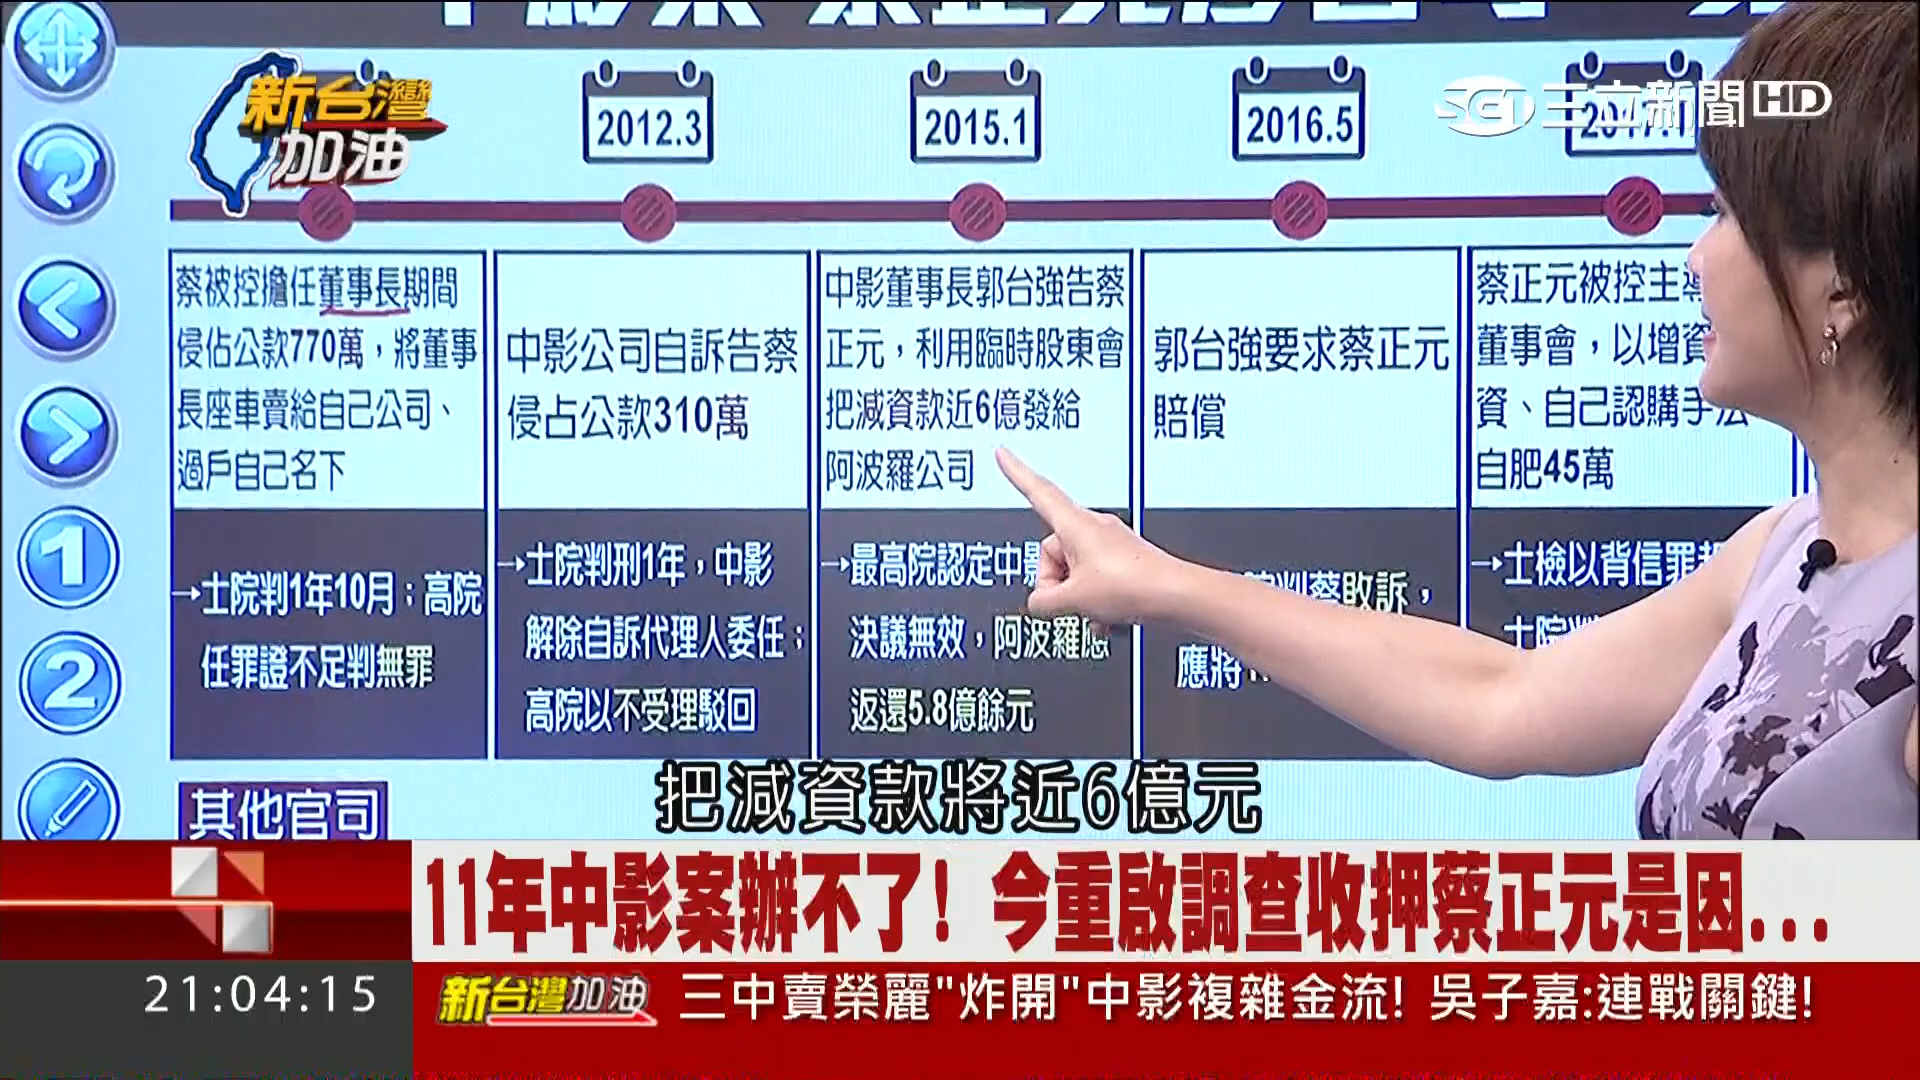 新台灣
加油
2012.3
2015.1
2016.5
SET三立新聞HD
蔡被控擔任董事長期間
侵佔公款770萬，將董事
長座車賣給自己公司、
過戶自己名下
中影公司自訴告蔡
侵占公款310萬
中影董事長郭台強告蔡
正元，利用臨時股東會
把減資款近6億發給
阿波羅公司
郭台強要求蔡正元
賠償
蔡正元被控主導
董事會，以增資
資、自己認購手法
自肥45萬
→士院判1年10月；高院
任罪證不足判無罪
→士院判刑1年，中影
解除自訴代理人委任；
高院以不受理駁回
→最高院認定中影
決議無效，阿波羅應
返還5.8億餘元
判蔡敗訴，
應將
→士檢以背信罪
士院判
其他官司
把減資款將近6億元
11年中影案辦不了! 今重啟調查收押蔡正元是因...
21:04:15
新台灣加油
三中賣榮麗"炸開"中影複雜金流! 吳子嘉:連戰關鍵!